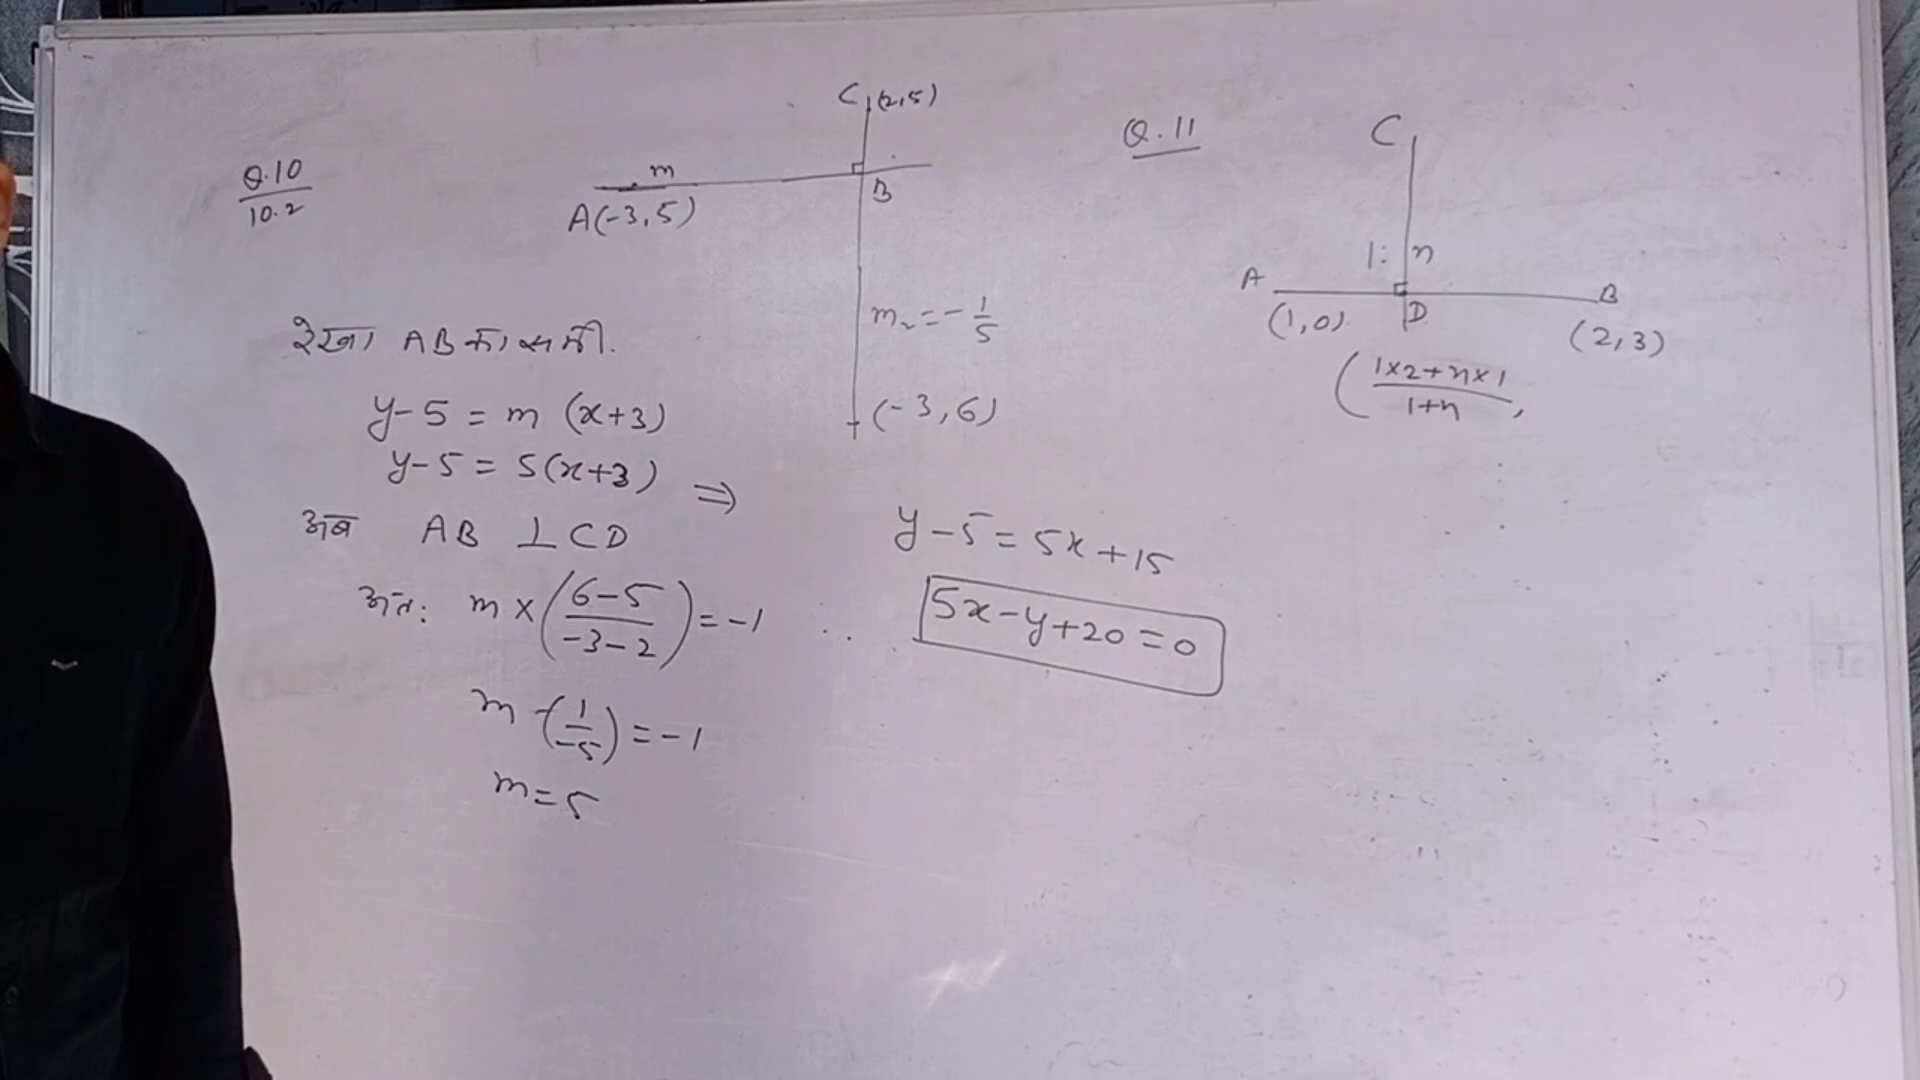 Q.10
10.2
C (2,5)
m
A(-3,5)
B
m₂ = -1/5
(-3,6)
रेखा AB का समी.
y-5 = m (x+3)
y-5 = 5(x+3) ⇒
अब AB ⊥ CD
अतः m × (6-5/-3-2) = -1
m (1/-5) = -1
m = 5
y-5 = 5x+15
∴ 5x-y+20 = 0
Q.11
C
1: n
A B
D
(1,0) (2,3)
(1×2+n×1/1+n,